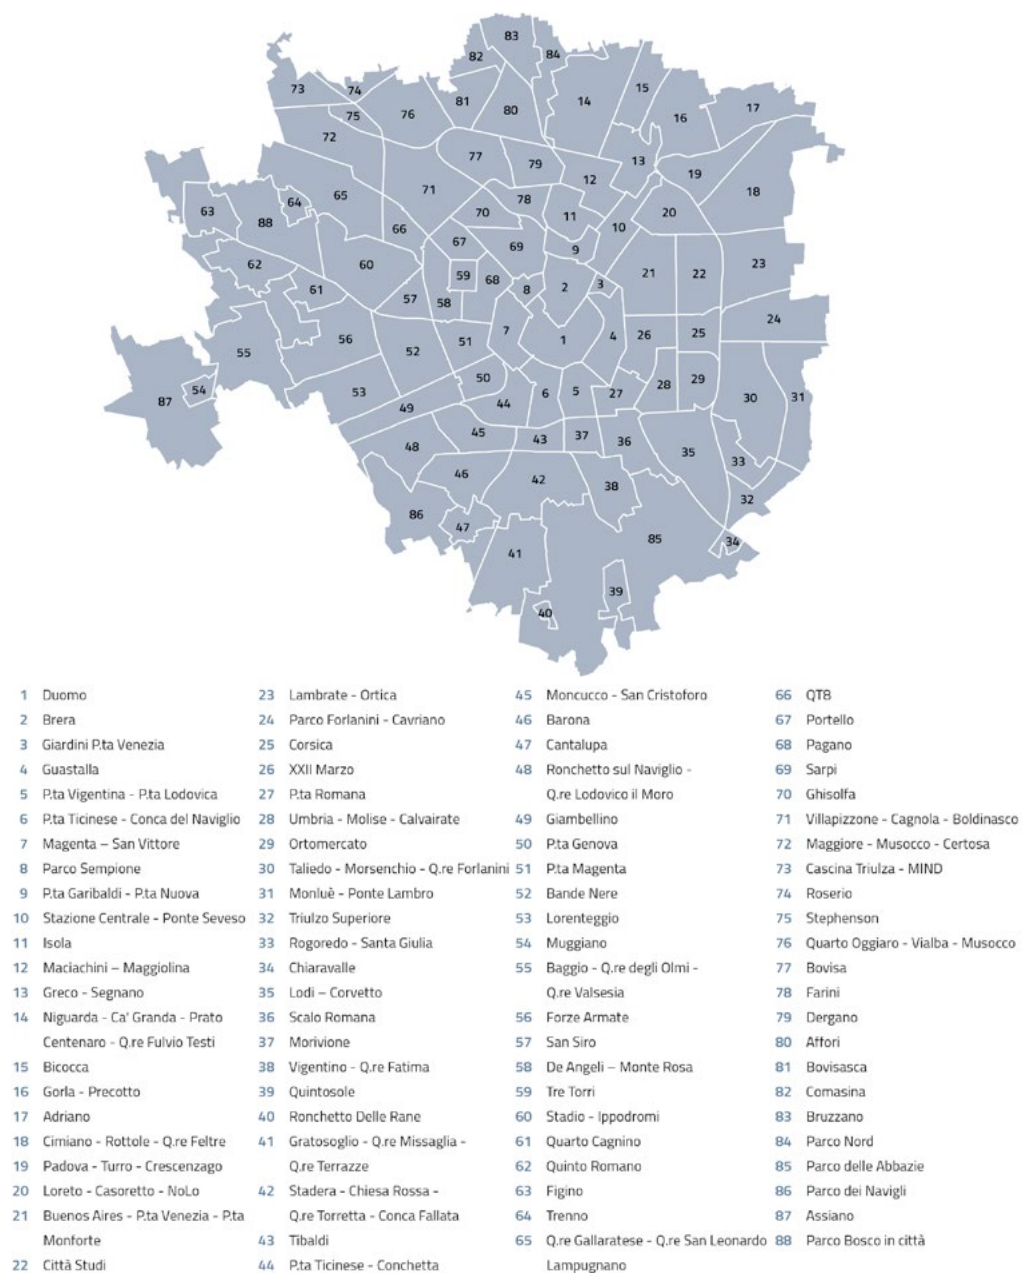 83
82
84
73
74
81
14
15
17
75
76
80
16
72
77
79
13
12
19
65
71
18
64
63
88
78
70
11
20
66
10
67
69
9
62
60
59
68
21
22
23
61
57
58
8
2
3
24
56
52
51
7
1
4
26
25
55
50
28
29
87
54
53
49
44
6
5
27
30
31
48
45
43
37
36
35
33
46
42
38
32
86
47
41
85
34
39
40
1 Duomo
2 Brera
3 Giardini P.ta Venezia
4 Guastalla
5 P.ta Vigentina - P.ta Lodovica
6 P.ta Ticinese - Conca del Naviglio
7 Magenta – San Vittore
8 Parco Sempione
9 P.ta Garibaldi - P.ta Nuova
10 Stazione Centrale - Ponte Seveso
11 Isola
12 Maciachini – Maggiolina
13 Greco - Segnano
14 Niguarda - Ca' Granda - Prato
Centenaro - Q.re Fulvio Testi
15 Bicocca
16 Gorla - Precotto
17 Adriano
18 Cimiano - Rottole - Q.re Feltre
19 Padova - Turro - Crescenzago
20 Loreto - Casoretto - NoLo
21 Buenos Aires - P.ta Venezia - P.ta
Monforte
22 Città Studi
23 Lambrate - Ortica
24 Parco Forlanini - Cavriano
25 Corsica
26 XXII Marzo
27 P.ta Romana
28 Umbria - Molise - Calvairate
29 Ortomercato
30 Taliedo - Morsenchio - Q.re Forlanini
31 Monluè - Ponte Lambro
32 Triulzo Superiore
33 Rogoredo - Santa Giulia
34 Chiaravalle
35 Lodi – Corvetto
36 Scalo Romana
37 Morivione
38 Vigentino - Q.re Fatima
39 Quintosole
40 Ronchetto Delle Rane
41 Gratosoglio - Q.re Missaglia -
Q.re Terrazze
42 Stadera - Chiesa Rossa -
Q.re Torretta - Conca Fallata
43 Tibaldi
44 P.ta Ticinese - Conchetta
45 Moncucco - San Cristoforo
46 Barona
47 Cantalupa
48 Ronchetto sul Naviglio -
Q.re Lodovico il Moro
49 Giambellino
50 P.ta Genova
51 P.ta Magenta
52 Bande Nere
53 Lorenteggio
54 Muggiano
55 Baggio - Q.re degli Olmi -
Q.re Valsesia
56 Forze Armate
57 San Siro
58 De Angeli – Monte Rosa
59 Tre Torri
60 Stadio - Ippodromi
61 Quarto Cagnino
62 Quinto Romano
63 Figino
64 Trenno
65 Q.re Gallaratese - Q.re San Leonardo
Lampugnano
66 QT8
67 Portello
68 Pagano
69 Sarpi
70 Ghisolfa
71 Villapizzone - Cagnola - Boldinasco
72 Maggiore - Musocco - Certosa
73 Cascina Triulza - MIND
74 Roserio
75 Stephenson
76 Quarto Oggiaro - Vialba - Musocco
77 Bovisa
78 Farini
79 Dergano
80 Affori
81 Bovisasca
82 Comasina
83 Bruzzano
84 Parco Nord
85 Parco delle Abbazie
86 Parco dei Navigli
87 Assiano
88 Parco Bosco in città